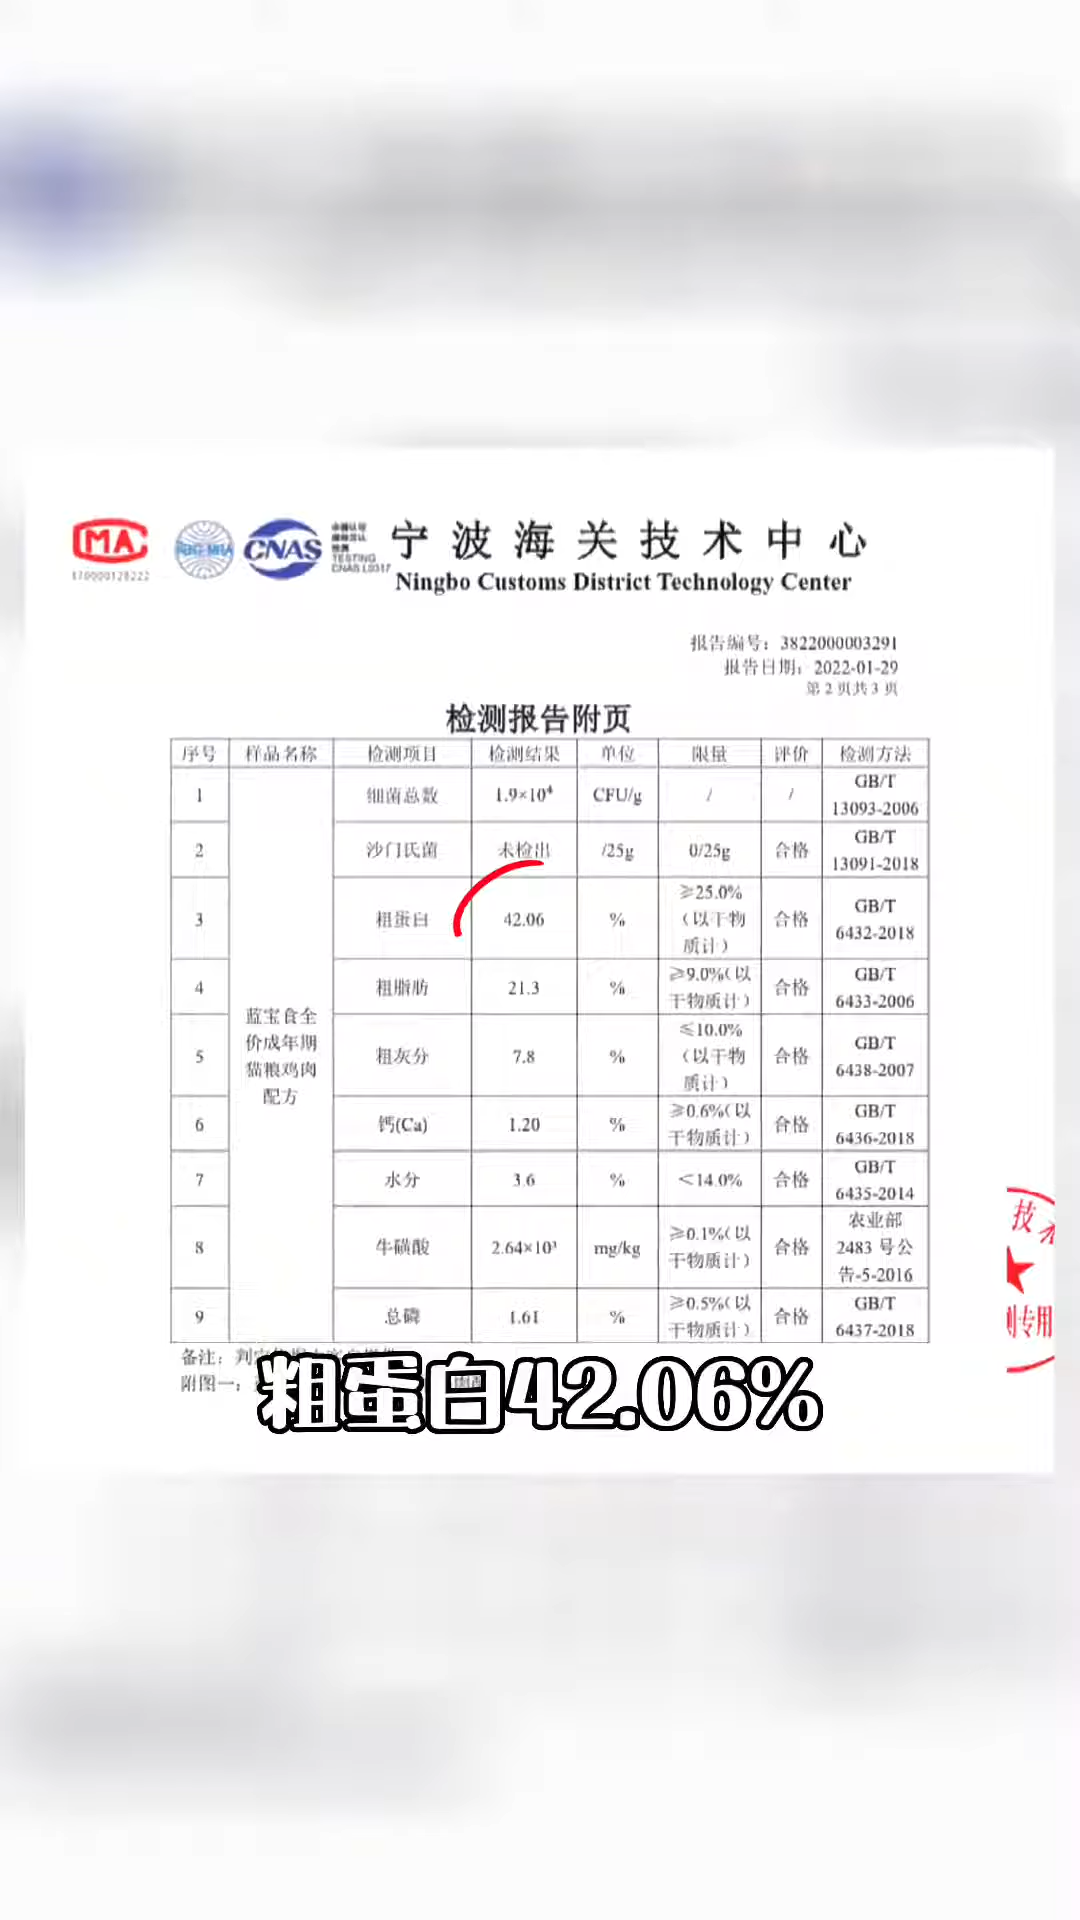 MA
170000128222
ilac-MRA
CNAS
TESTING
CNAS L0317
宁波海关技术中心
Ningbo Customs District Technology Center
报告编号：3822000003291
报告日期：2022-01-29
第 2 页共 3 页
检测报告附页
序号 样品名称 检测项目 检测结果 单位 限量 评价 检测方法
蓝宝食全价成年期猫粮鸡肉配方
1 细菌总数 1.9×10⁴ CFU/g / / GB/T 13093-2006
2 沙门氏菌 未检出 /25g 0/25g 合格 GB/T 13091-2018
3 粗蛋白 42.06 % ≥25.0%（以干物质计） 合格 GB/T 6432-2018
4 粗脂肪 21.3 % ≥9.0%（以干物质计） 合格 GB/T 6433-2006
5 粗灰分 7.8 % ≤10.0%（以干物质计） 合格 GB/T 6438-2007
6 钙(Ca) 1.20 % ≥0.6%（以干物质计） 合格 GB/T 6436-2018
7 水分 3.6 % <14.0% 合格 GB/T 6435-2014
8 牛磺酸 2.64×10³ mg/kg ≥0.1%（以干物质计） 合格 农业部 2483 号公告-5-2016
9 总磷 1.61 % ≥0.5%（以干物质计） 合格 GB/T 6437-2018
备注：
附图一：
技术
专用
粗蛋白42.06%